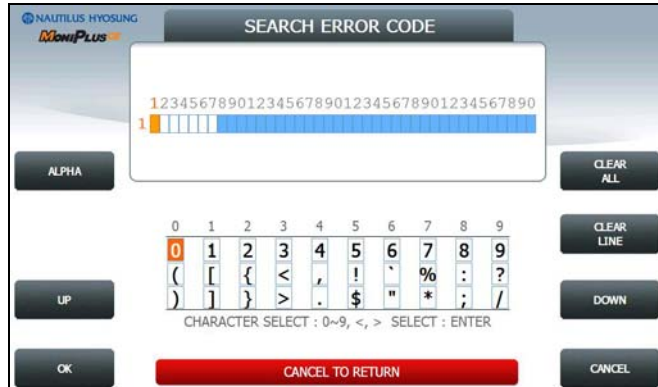 NAUTILUS HYOSUNG
MONiPLUS
SEARCH ERROR CODE
1234567890123456789012345678901234567890
1
ALPHA
CLEAR ALL
0 1 2 3 4 5 6 7 8 9
0 1 2 3 4 5 6 7 8 9
( [ { < , ! ` % : ?
) ] } > . $ " * ; /
CLEAR LINE
UP
DOWN
CHARACTER SELECT : 0~9, <, > SELECT : ENTER
OK
CANCEL TO RETURN
CANCEL